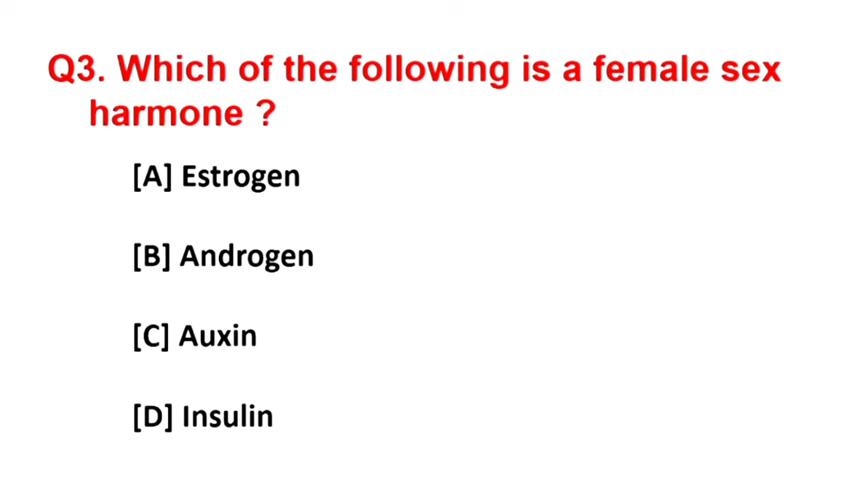 Q3. Which of the following is a female sex
harmone ?
[A] Estrogen
[B] Androgen
[C] Auxin
[D] Insulin